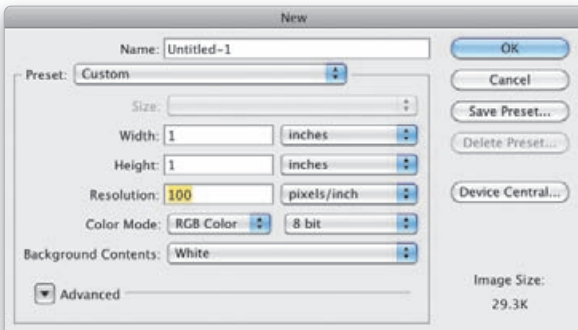 New
Name: Untitled-1
OK
Preset: Custom
Cancel
Size:
Save Preset...
Width: 1 inches
Delete Preset...
Height: 1 inches
Resolution: 100 pixels/inch
Device Central...
Color Mode: RGB Color 8 bit
Background Contents: White
Image Size:
Advanced
29.3K